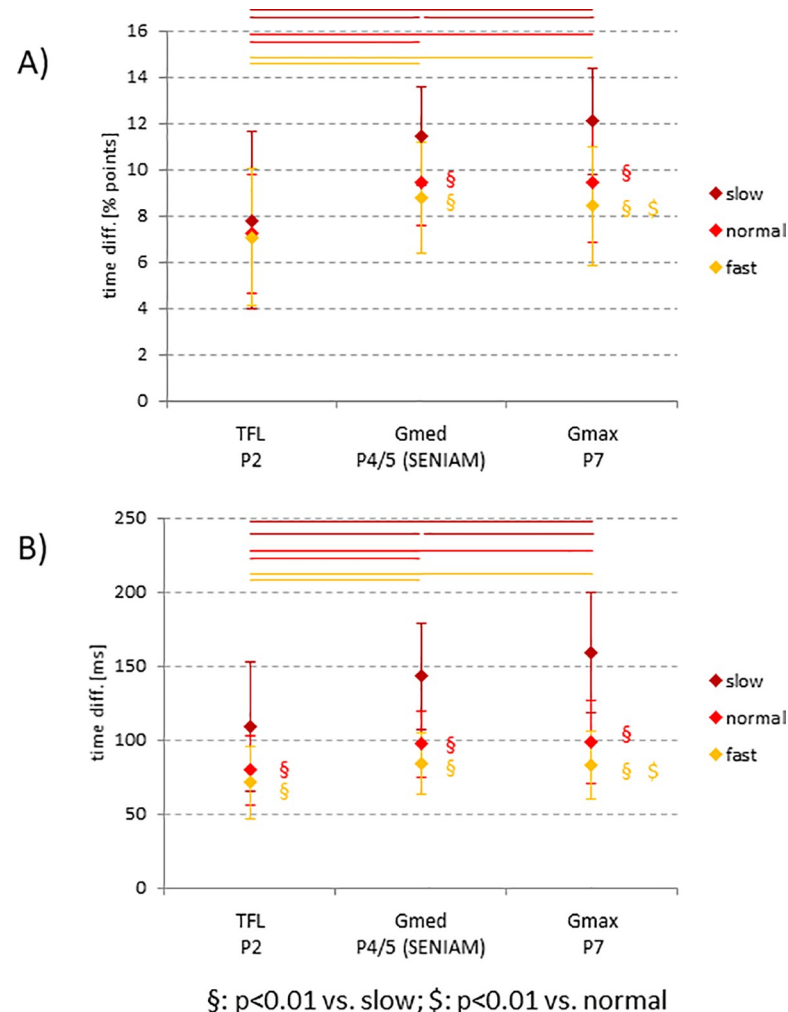 A)
time diff. [% points]
16
14
12
10
8
6
4
2
0
§
§
§
§ $
slow
normal
fast
TFL
P2
Gmed
P4/5 (SENIAM)
Gmax
P7
B)
time diff. [ms]
250
200
150
100
50
0
§
§
§
§
§
§ $
slow
normal
fast
TFL
P2
Gmed
P4/5 (SENIAM)
Gmax
P7
§: p<0.01 vs. slow; $: p<0.01 vs. normal